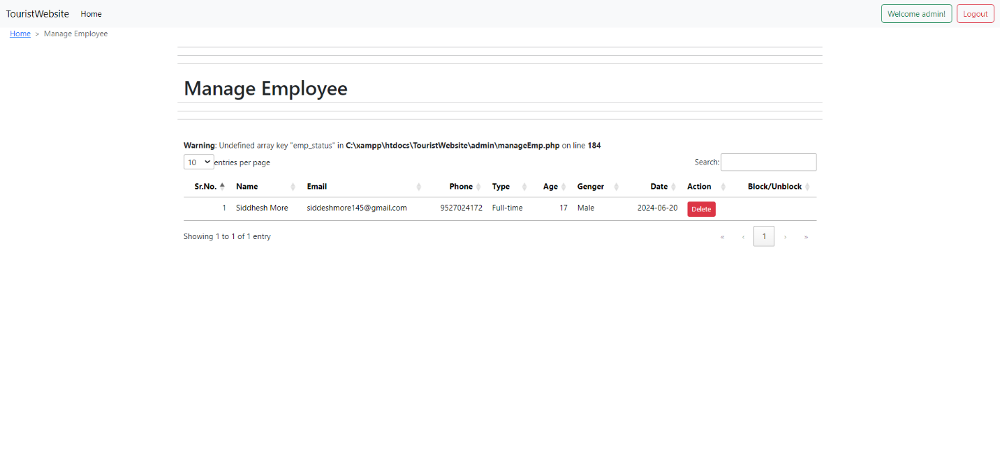 TouristWebsite Home Welcome admin! Logout
Home > Manage Employee
Manage Employee
Warning: Undefined array key "emp_status" in C:\xampp\htdocs\TouristWebsite\admin\manageEmp.php on line 184
10 entries per page Search:
Sr.No. Name Email Phone Type Age Genger Date Action Block/Unblock
1 Siddhesh More siddeshmore145@gmail.com 9527024172 Full-time 17 Male 2024-06-20 Delete
Showing 1 to 1 of 1 entry « ‹ 1 › »